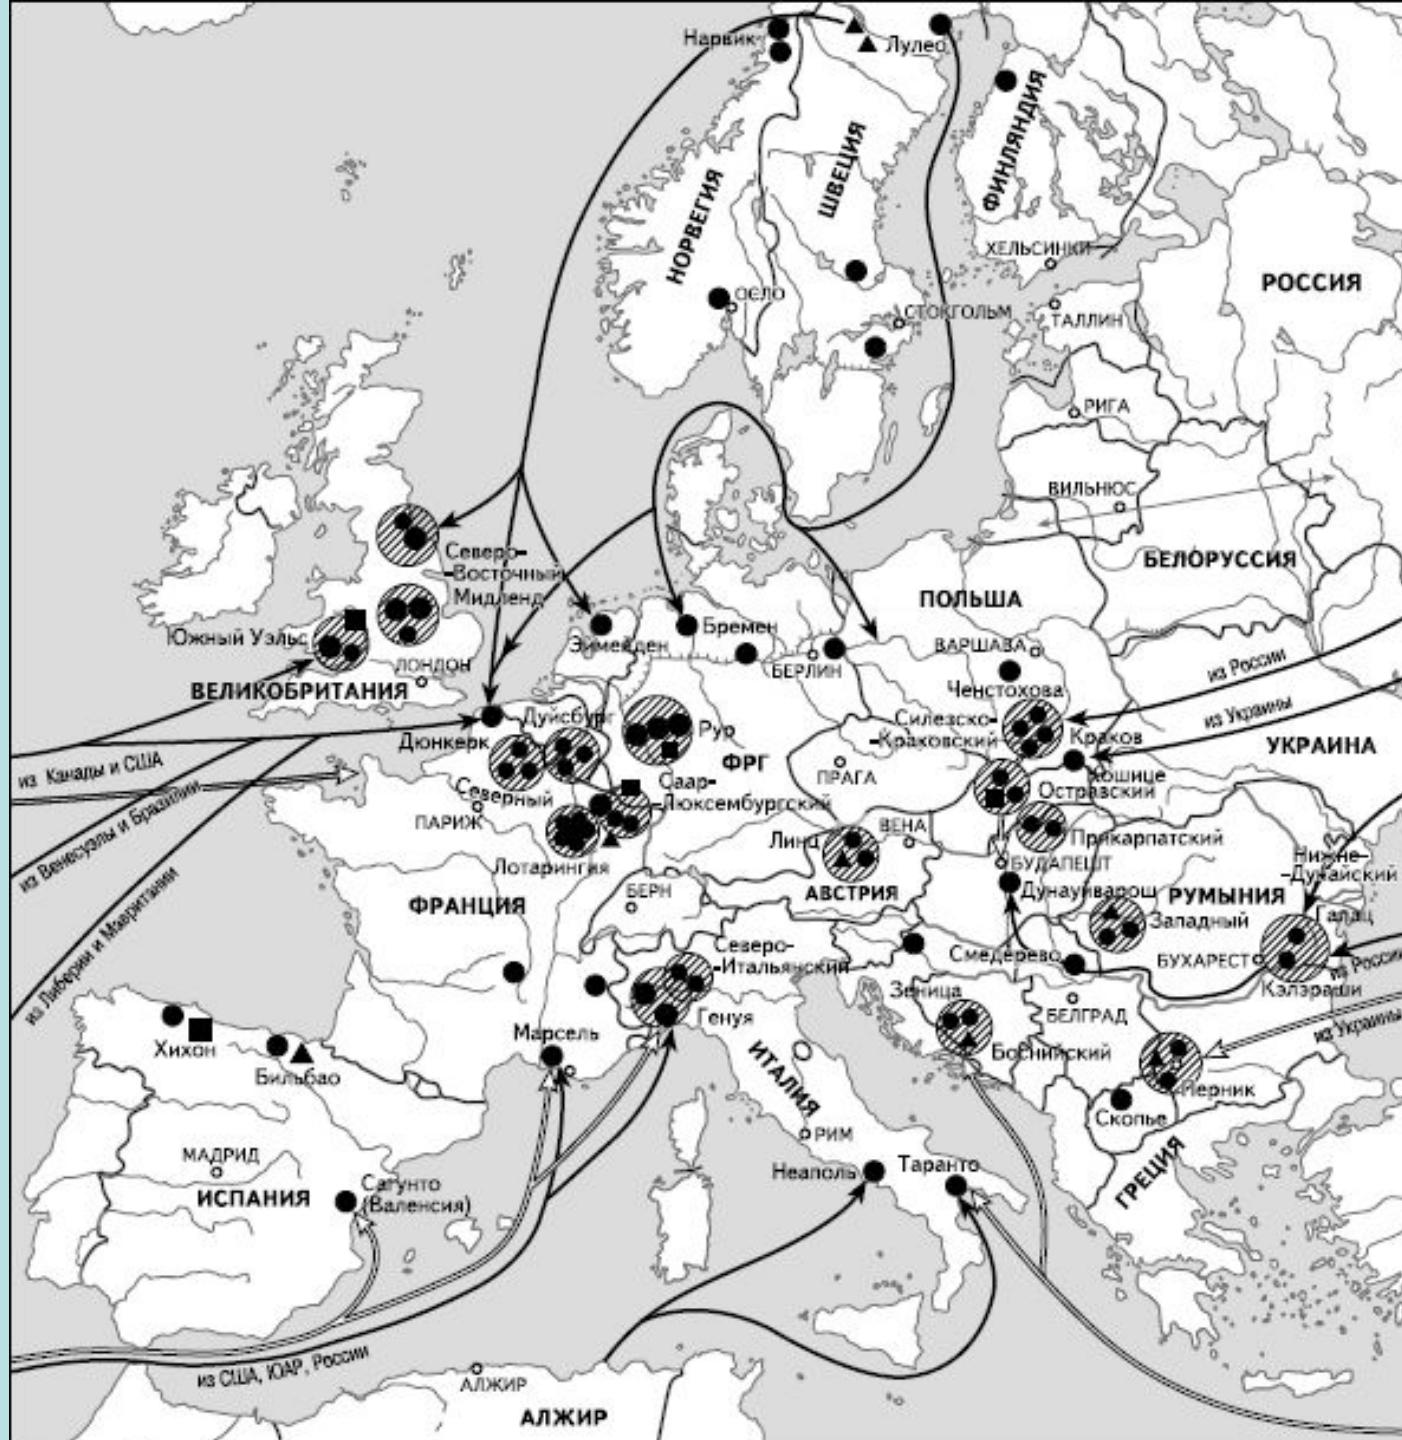 Нарвик
Лулео
ФИНЛЯНДИЯ
ШВЕЦИЯ
НОРВЕГИЯ
ХЕЛЬСИНКИ
РОССИЯ
ОСЛО
СТОКГОЛЬМ
ТАЛЛИН
РИГА
ВИЛЬНЮС
БЕЛОРУССИЯ
Северо-
-Восточный
Мидленд
ПОЛЬША
Южный Уэльс
Бремен
Эймейден
ВАРШАВА
ЛОНДОН
БЕРЛИН
из России
ВЕЛИКОБРИТАНИЯ
Ченстохова
Дуйсбург
Рур
Силезско-
-Краковский
Краков
из Украины
Дюнкерк
ФРГ
УКРАИНА
из Канады и США
ПРАГА
Кошице
Саар-
-Люксембургский
Остравский
Северный
из Венесуэлы и Бразилии
ПАРИЖ
Линц
ВЕНА
Прикарпатский
Лотарингия
БУДАПЕШТ
Нижне-
-Дунайский
БЕРН
АВСТРИЯ
Дунауйварош
РУМЫНИЯ
ФРАНЦИЯ
Западный
Галац
из Либерии и Мавритании
Северо-
-Итальянский
Смедерево
БУХАРЕСТ
из России
Зеница
Кэлэраши
Генуя
БЕЛГРАД
из Украины
Хихон
Марсель
Боснийский
Бильбао
ИТАЛИЯ
Перник
Скопье
РИМ
МАДРИД
Неаполь
Таранто
ГРЕЦИЯ
ИСПАНИЯ
Сагунто
(Валенсия)
из США, ЮАР, России
АЛЖИР
АЛЖИР